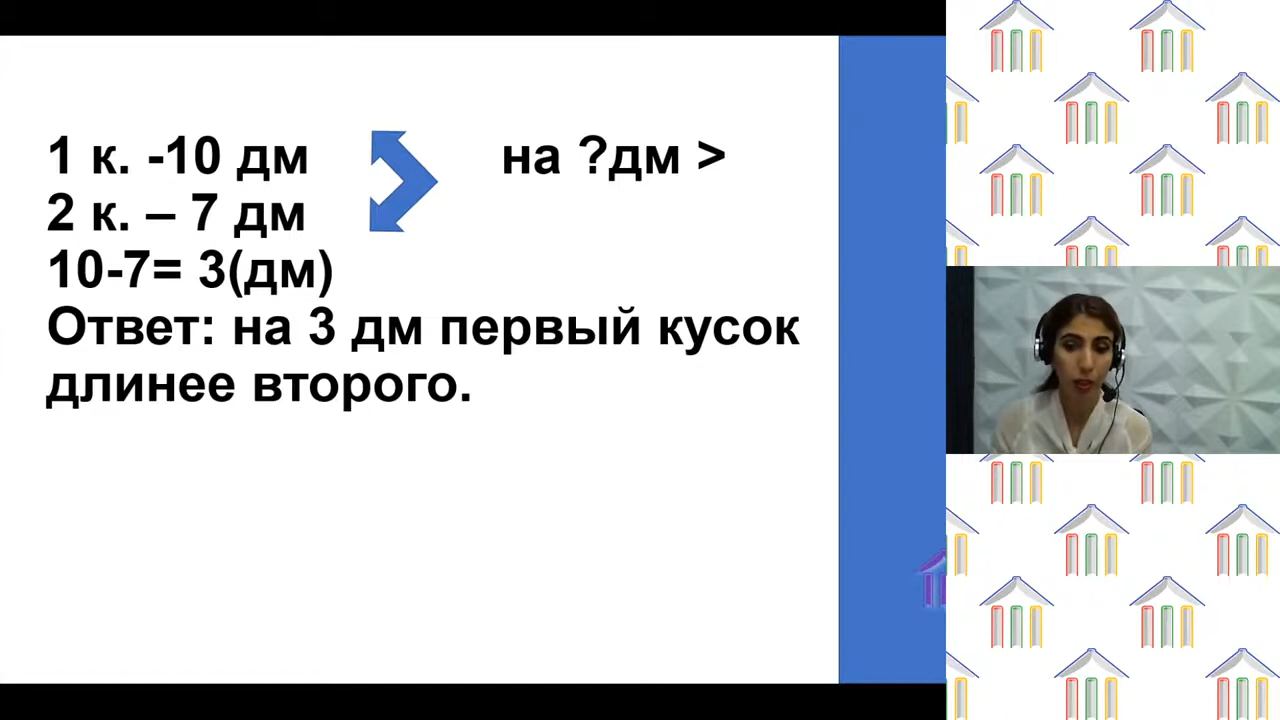 1 к. -10 дм на ?дм >
2 к. – 7 дм
10-7= 3(дм)
Ответ: на 3 дм первый кусок
длинее второго.